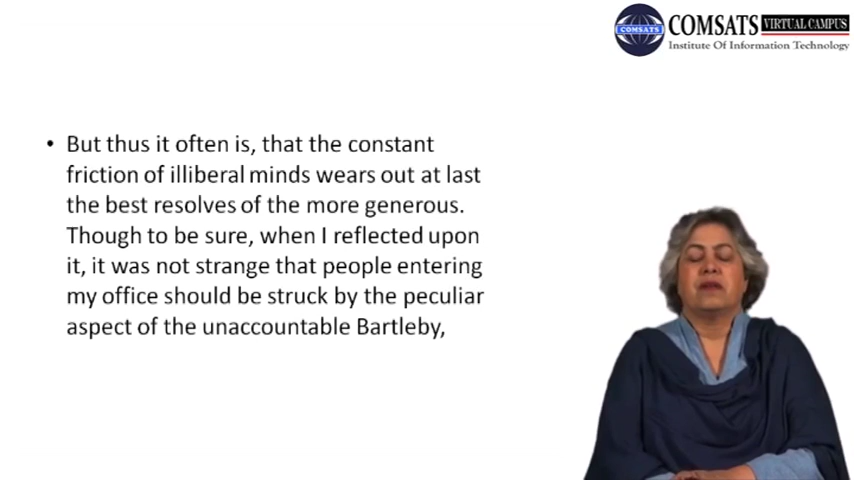 COMSATS VIRTUAL CAMPUS
COMSATS
Institute Of Information Technology
• But thus it often is, that the constant
friction of illiberal minds wears out at last
the best resolves of the more generous.
Though to be sure, when I reflected upon
it, it was not strange that people entering
my office should be struck by the peculiar
aspect of the unaccountable Bartleby,